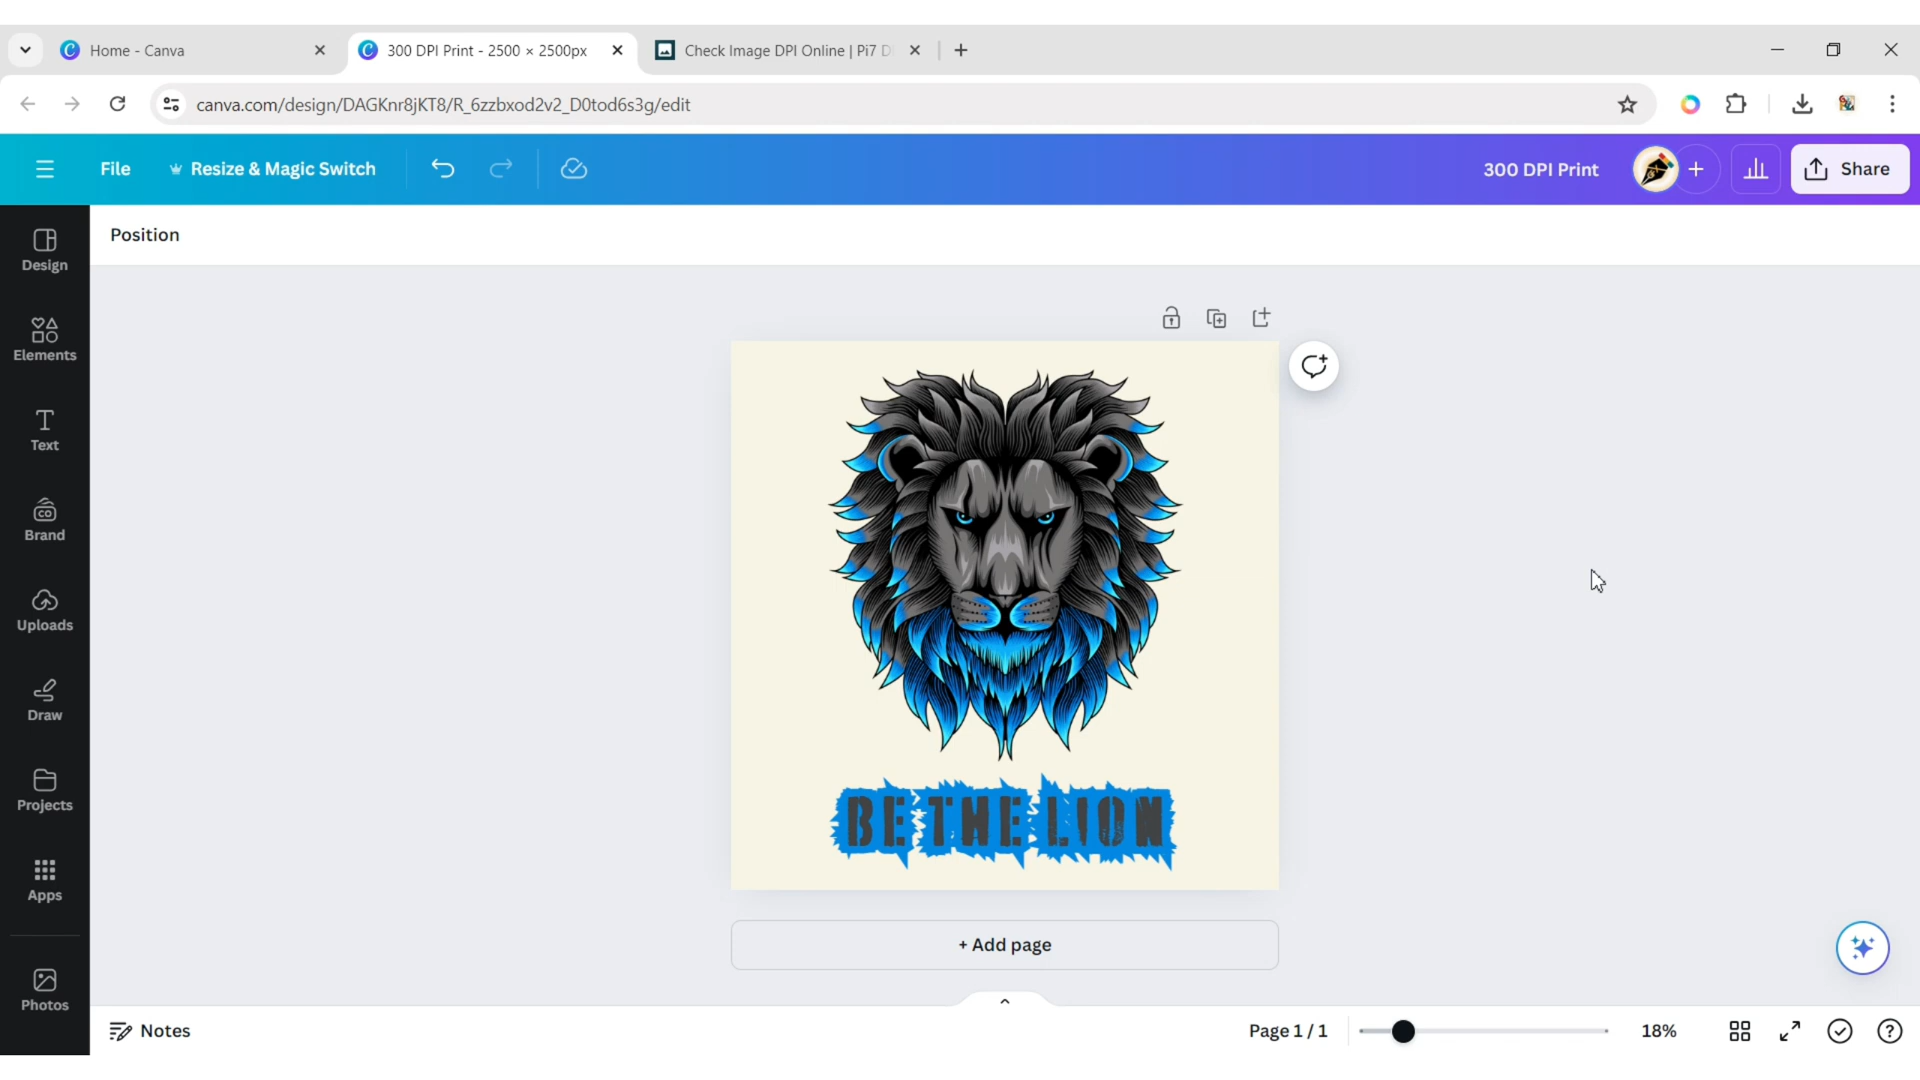 Home - Canva
300 DPI Print - 2500 × 2500px
Check Image DPI Online | Pi7 D
canva.com/design/DAGKnr8jKT8/R_6zzbxod2v2_D0tod6s3g/edit
File
Resize & Magic Switch
300 DPI Print
Share
Position
Design
Elements
Text
Brand
Uploads
Draw
Projects
Apps
Photos
BE THE LION
+ Add page
Notes
Page 1 / 1
18%